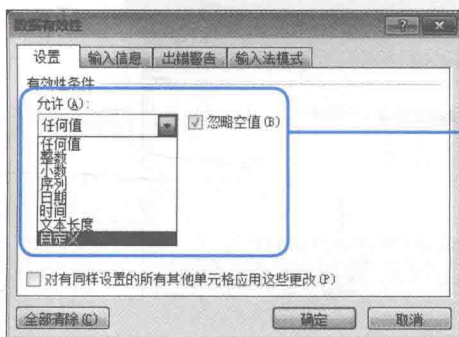 数据有效性
设置 输入信息 出错警告 输入法模式
有效性条件
允许(A):
任何值 忽略空值(B)
任何值
整数
小数
序列
日期
时间
文本长度
自定义
对有同样设置的所有其他单元格应用这些更改(P)
全部清除(C) 确定 取消